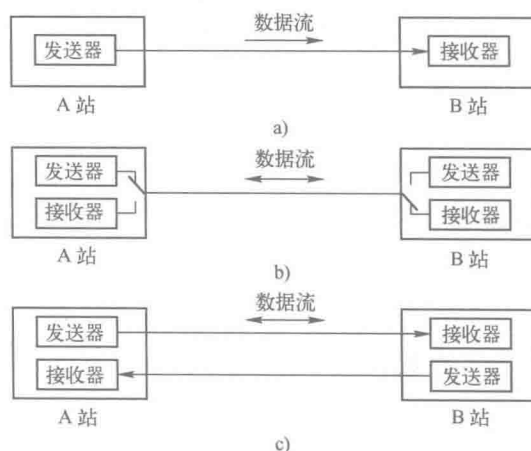 数据流
发送器 接收器
A 站 B 站
a)
数据流
发送器 发送器
接收器 接收器
A 站 B 站
b)
数据流
发送器 接收器
接收器 发送器
A 站 B 站
c)